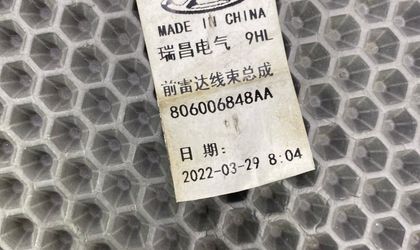 MADE IN CHINA
瑞昌电气 9HL
前雷达线束总成
806006848AA
日 期:
2022-03-29 8:04